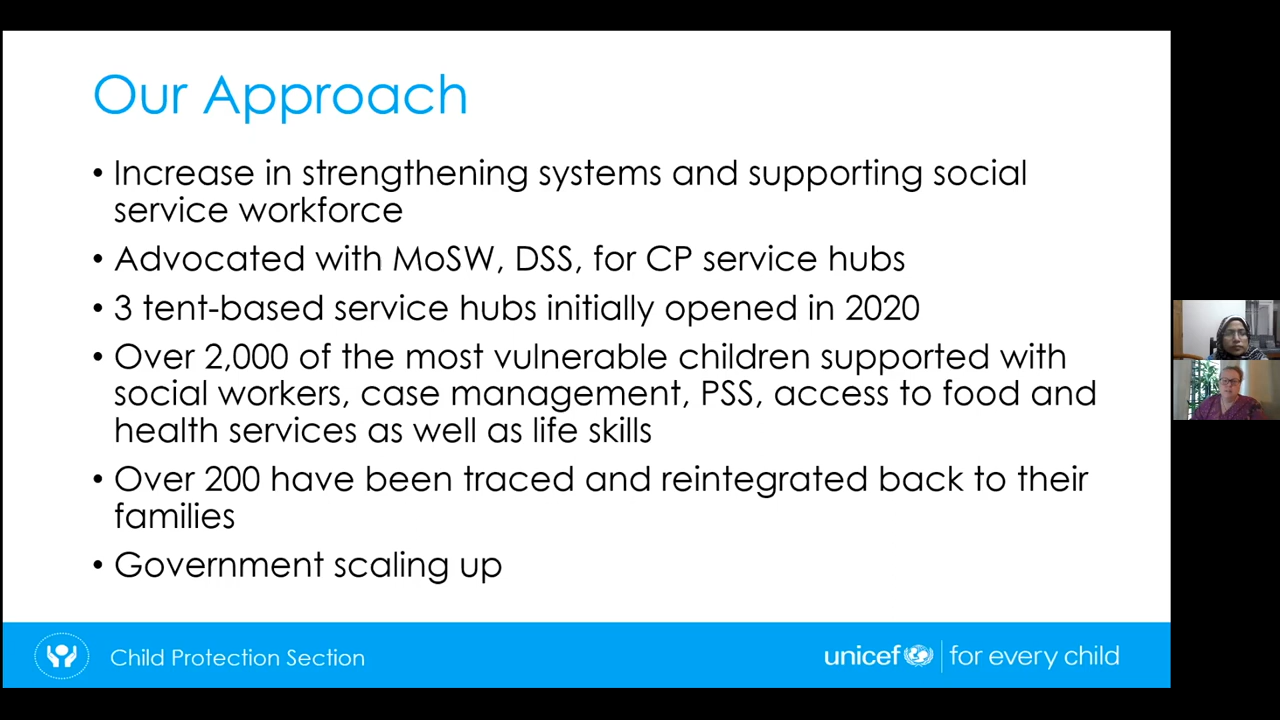 Our Approach
• Increase in strengthening systems and supporting social
service workforce
• Advocated with MoSW, DSS, for CP service hubs
• 3 tent-based service hubs initially opened in 2020
• Over 2,000 of the most vulnerable children supported with
social workers, case management, PSS, access to food and
health services as well as life skills
• Over 200 have been traced and reintegrated back to their
families
• Government scaling up
Child Protection Section
unicef | for every child